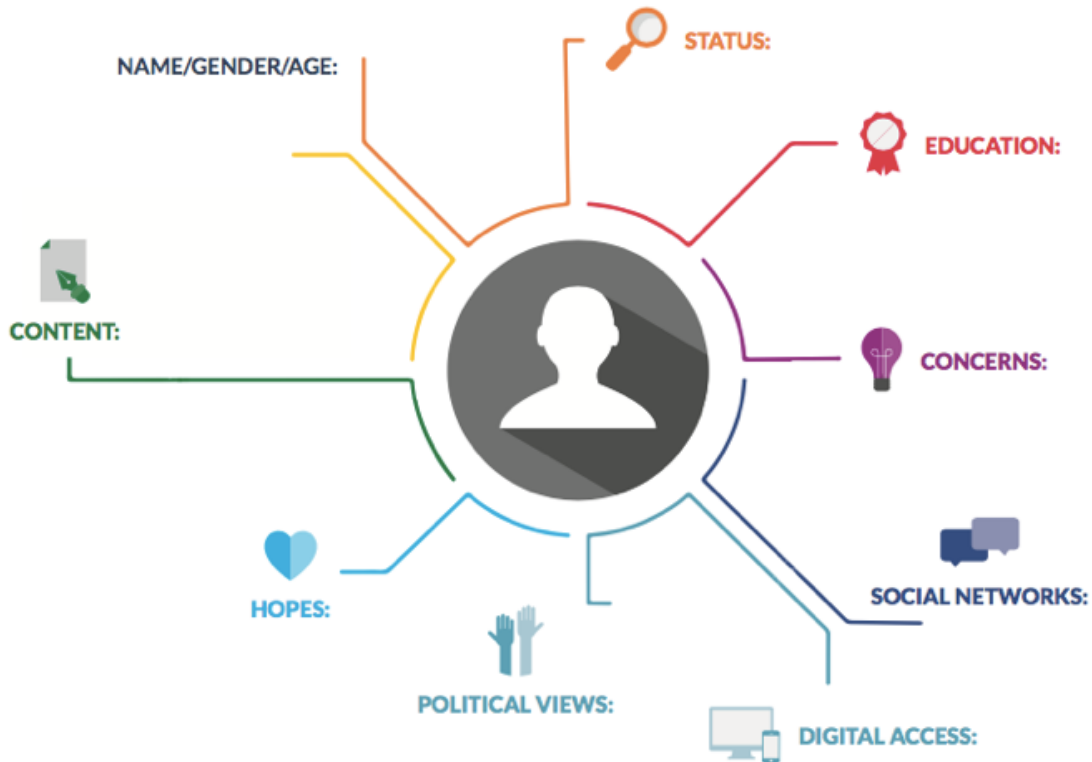 STATUS:
NAME/GENDER/AGE:
EDUCATION:
CONTENT:
CONCERNS:
SOCIAL NETWORKS:
HOPES:
POLITICAL VIEWS:
DIGITAL ACCESS: